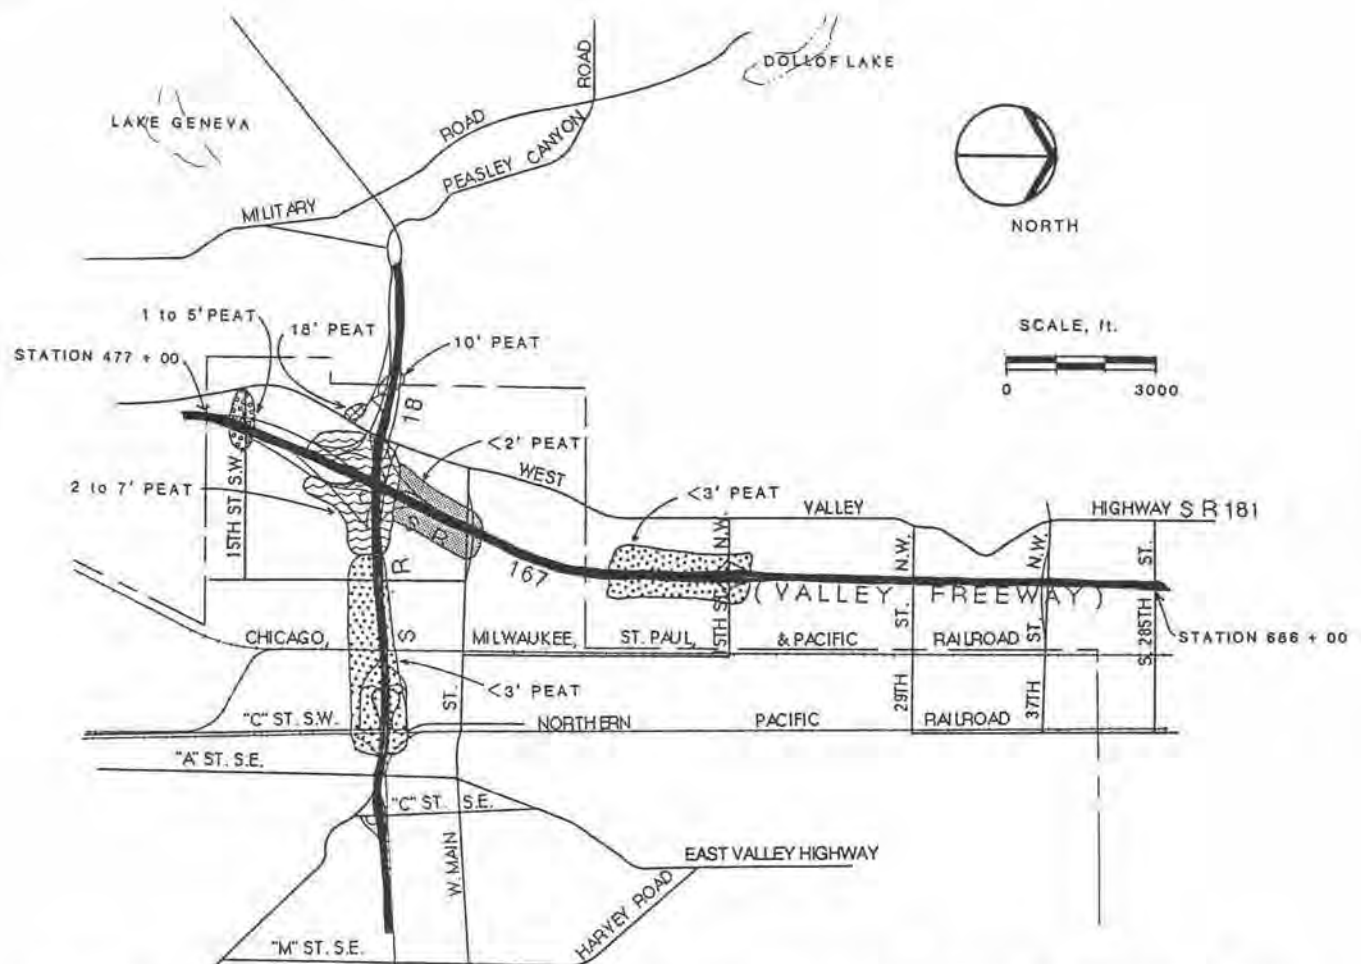 DOLLOF LAKE
ROAD
LAKE GENEVA
ROAD
PEASLEY CANYON
MILITARY
NORTH
1 to 5' PEAT
18' PEAT
10' PEAT
SCALE, ft.
0 3000
STATION 477 + 00
18
<2' PEAT
WEST
2 to 7' PEAT
<3' PEAT
VALLEY
HIGHWAY S R 181
15TH ST. S.W.
S R
167
15TH ST. N.W.
29TH ST. N.W.
37TH ST. N.W.
S. 285TH ST.
(VALLEY FREEWAY)
S R
CHICAGO, MILWAUKEE, ST. PAUL, & PACIFIC RAILROAD
STATION 686 + 00
<3' PEAT
"C" ST. S.W.
NORTHERN PACIFIC RAILROAD
"A" ST. S.E.
"C" ST. S.E.
W. MAIN ST.
EAST VALLEY HIGHWAY
HARVEY ROAD
"M" ST. S.E.